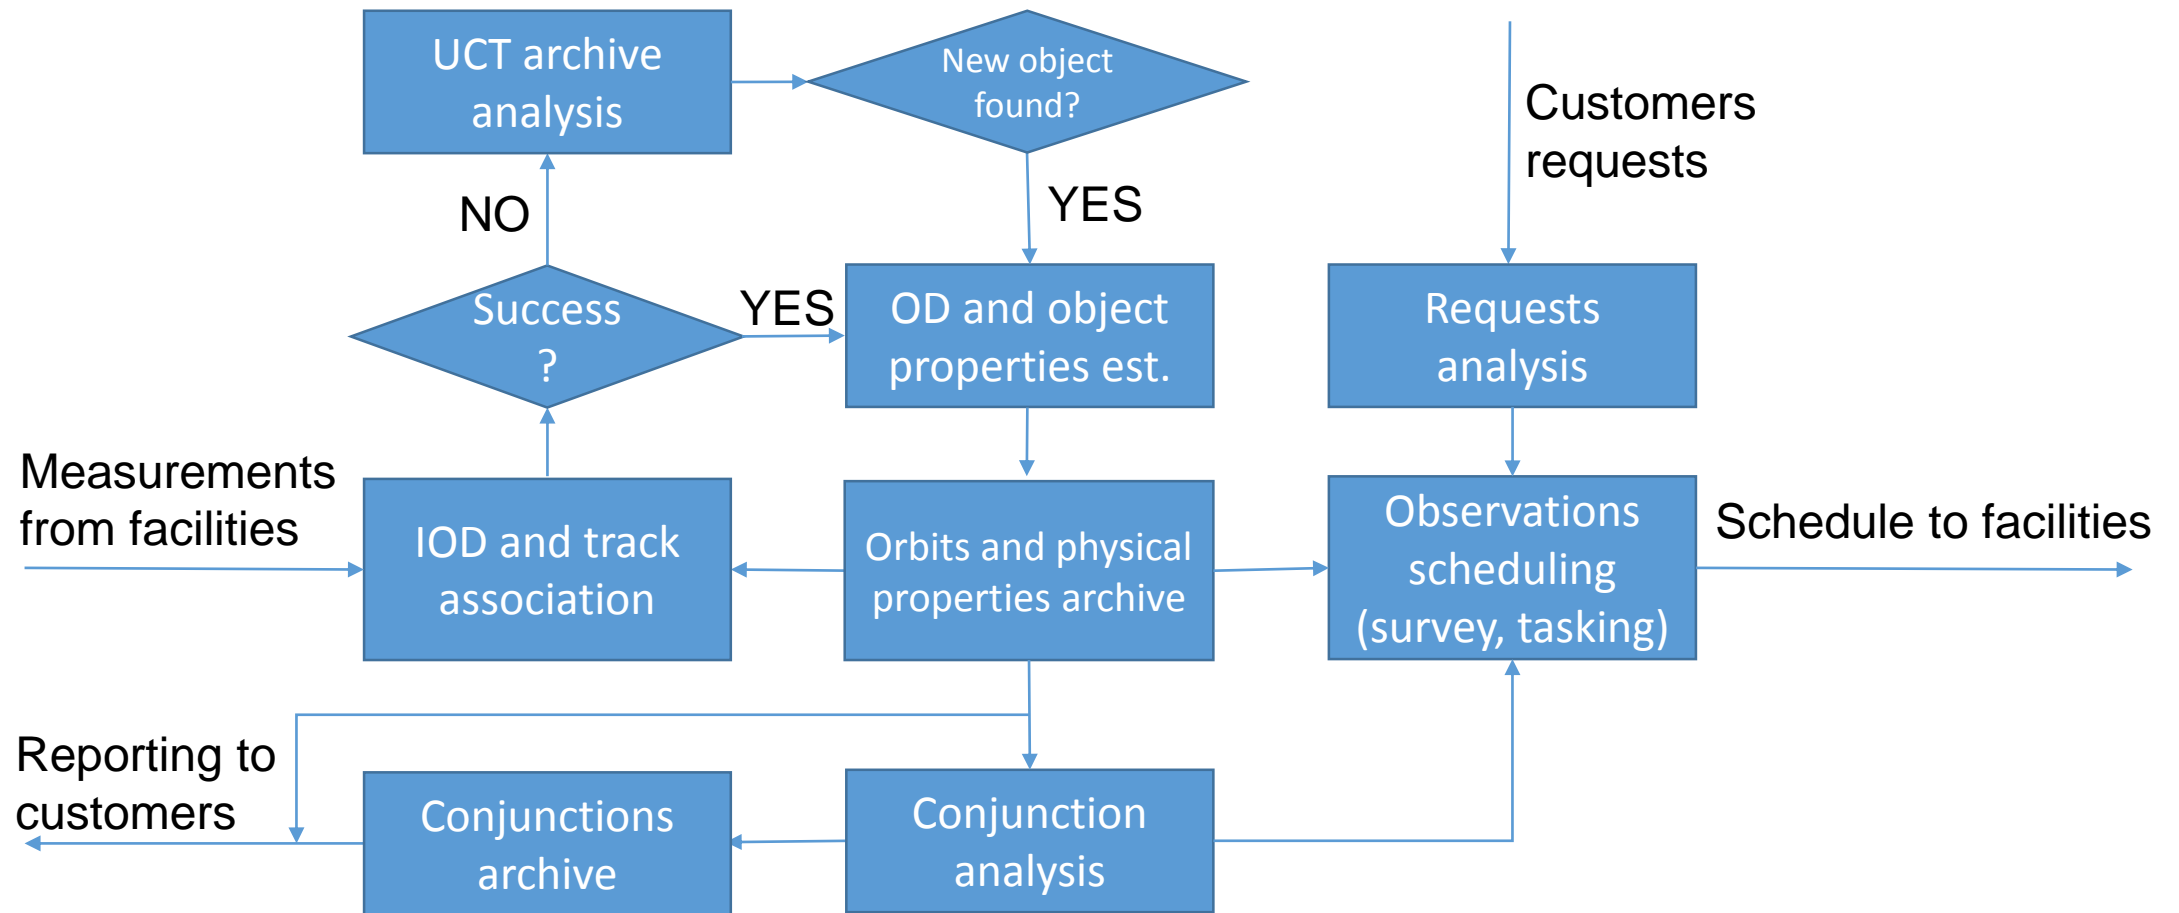 UCT archive
analysis
New object
found?
Customers
requests
NO
YES
Success
?
YES
OD and object
properties est.
Requests
analysis
Measurements
from facilities
IOD and track
association
Orbits and physical
properties archive
Observations
scheduling
(survey, tasking)
Schedule to facilities
Reporting to
customers
Conjunctions
archive
Conjunction
analysis